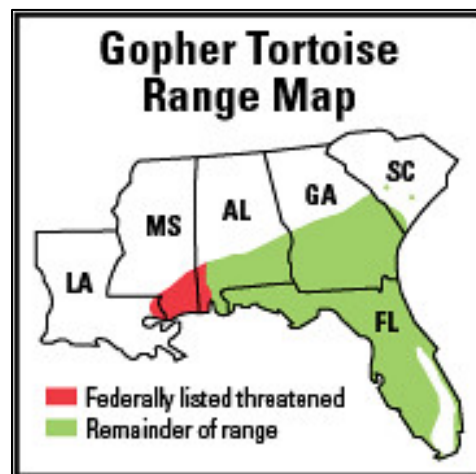 Gopher Tortoise
Range Map
SC
GA
AL
MS
LA
FL
Federally listed threatened
Remainder of range